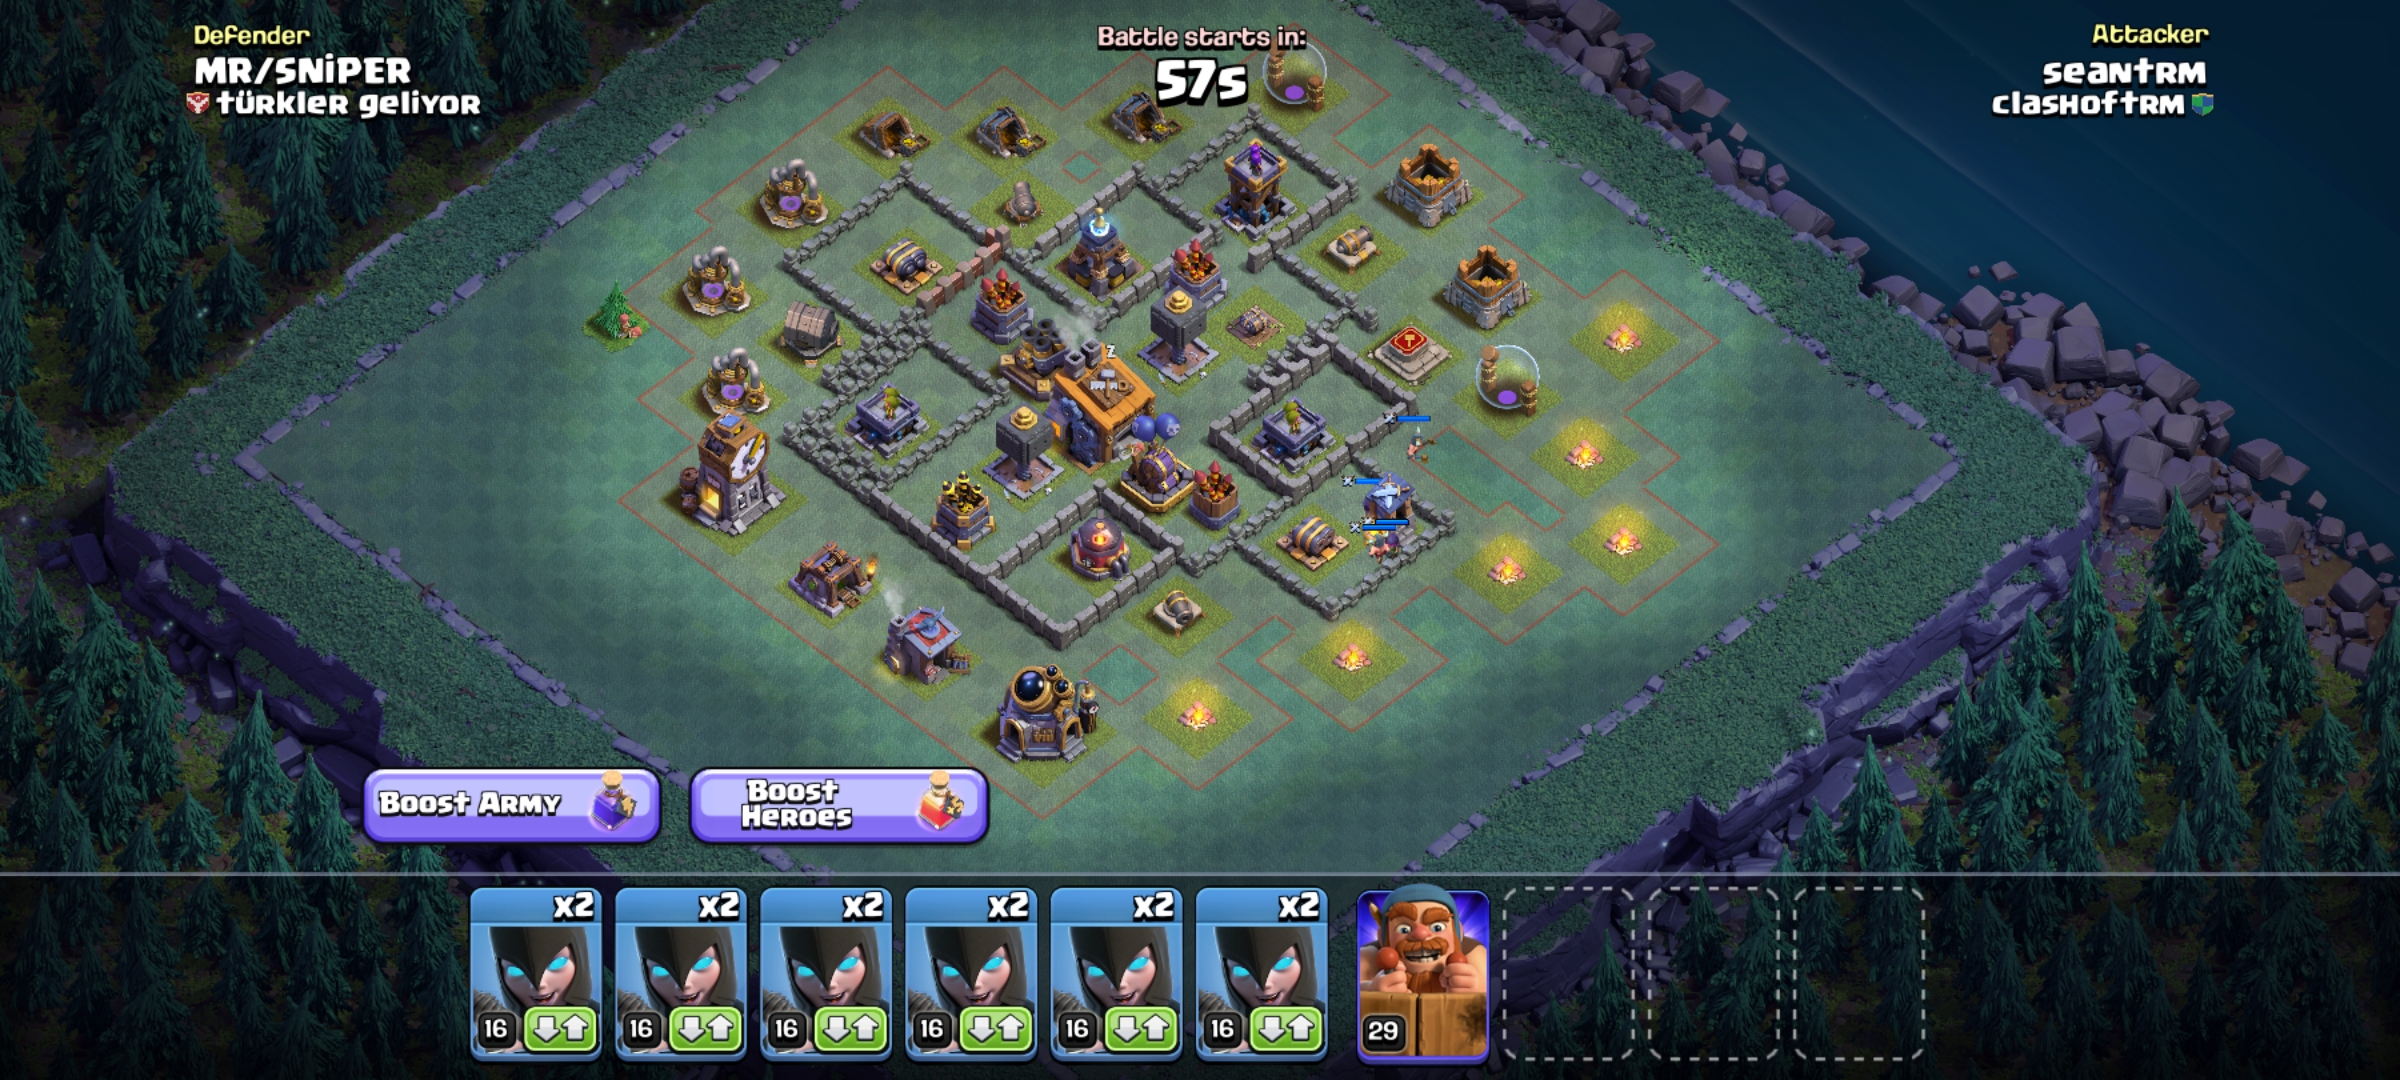 Defender
MR/SNiPER
türkler geliyor
Battle starts in:
57s
Attacker
seantrm
clashoftrm
Boost Army
Boost Heroes
x2
x2
x2
x2
x2
x2
16
16
16
16
16
16
29
z